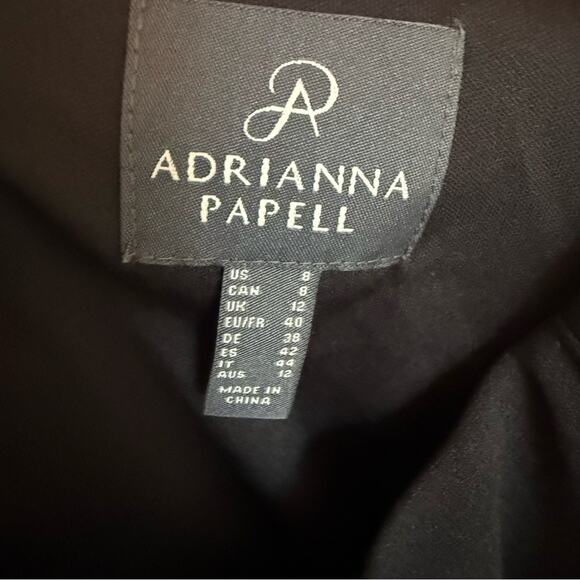 AP
ADRIANNA
PAPELL
US 8
CAN 8
UK 12
EU/FR 40
DE 38
ES 42
IT 44
AUS 12
MADE IN
CHINA